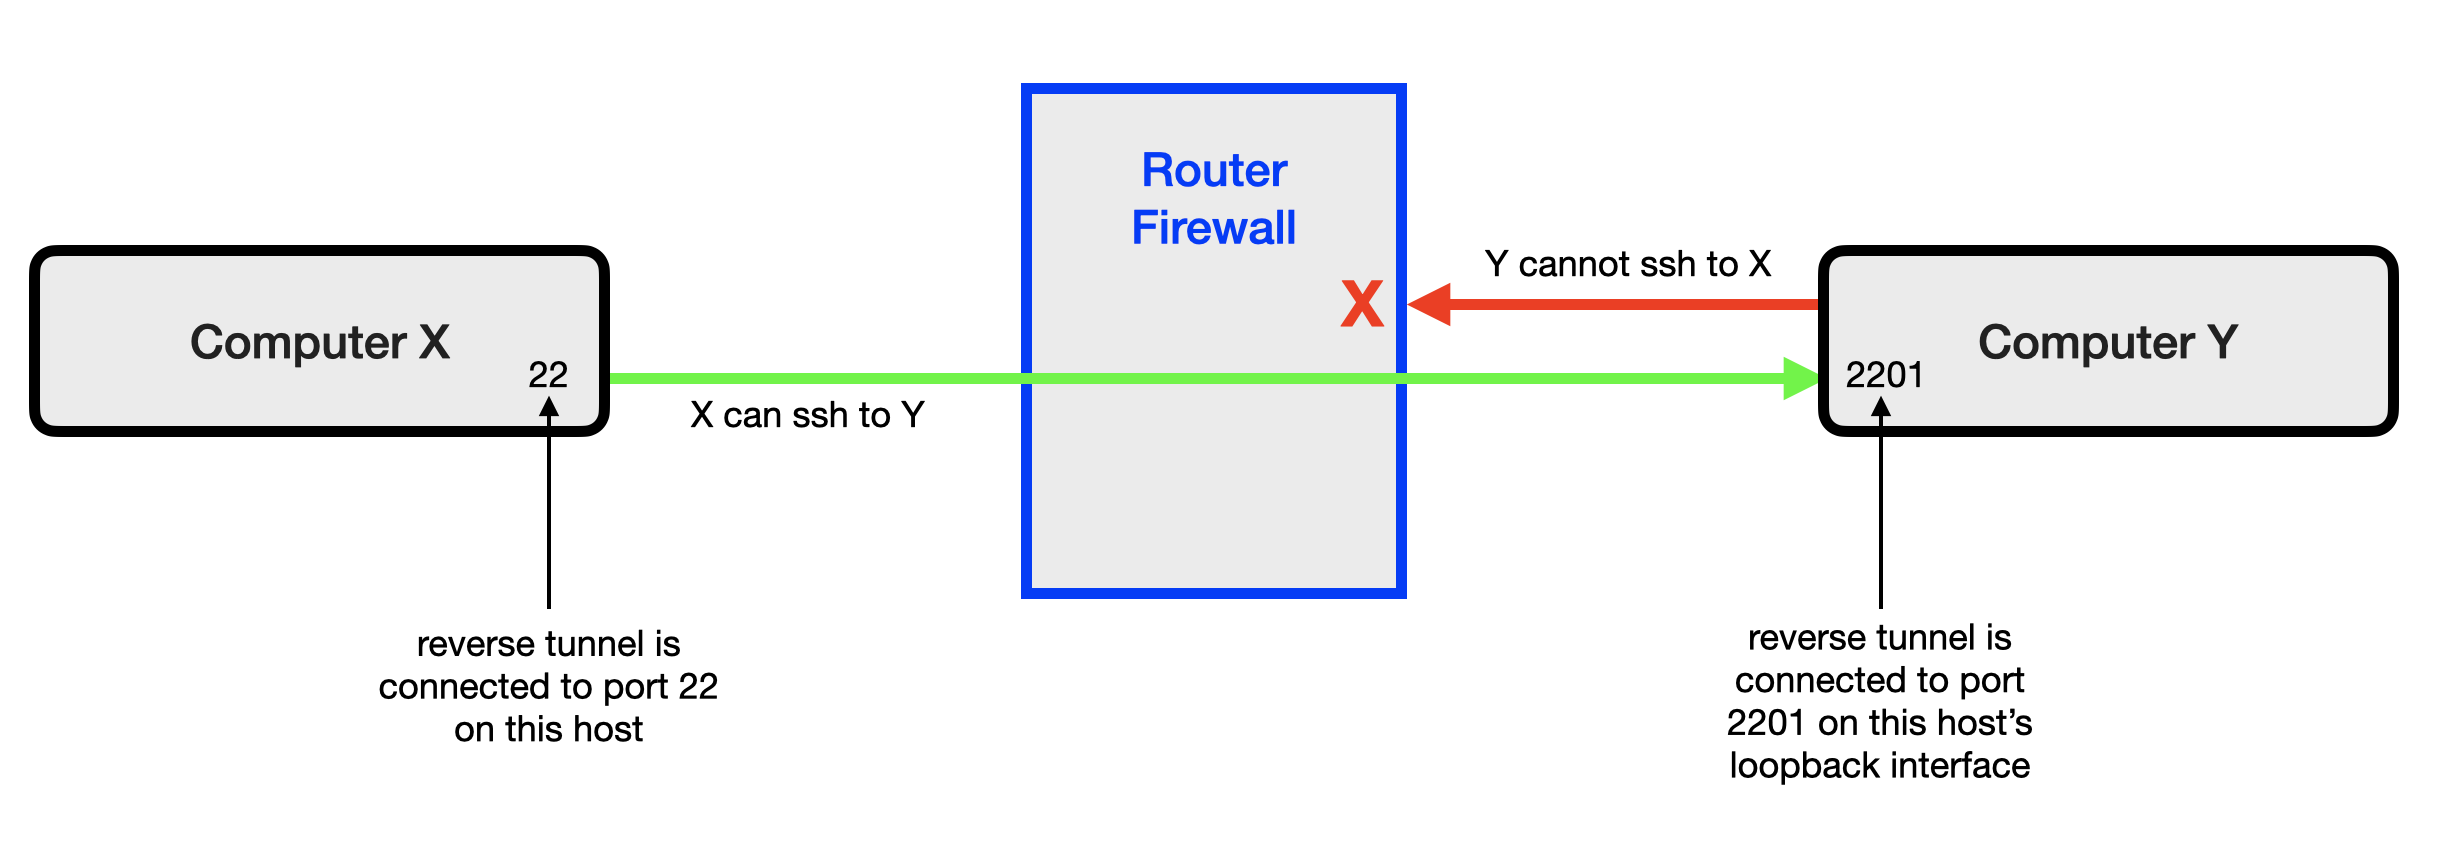 Router
Firewall
Y cannot ssh to X
X
Computer X
22
Computer Y
2201
X can ssh to Y
reverse tunnel is
connected to port 22
on this host
reverse tunnel is
connected to port
2201 on this host’s
loopback interface